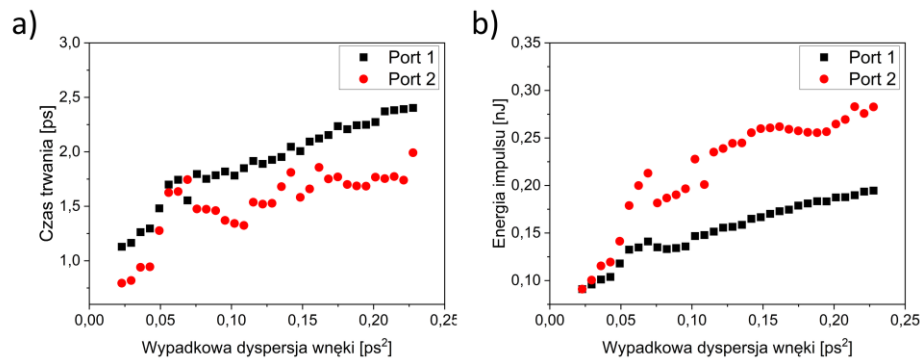 a)
Czas trwania [ps]
3,0
2,5
2,0
1,5
1,0
0,00 0,05 0,10 0,15 0,20 0,25
Wypadkowa dyspersja wnęki [ps²]
Port 1
Port 2
b)
Energia impulsu [nJ]
0,35
0,30
0,25
0,20
0,15
0,10
0,00 0,05 0,10 0,15 0,20 0,25
Wypadkowa dyspersja wnęki [ps²]
Port 1
Port 2